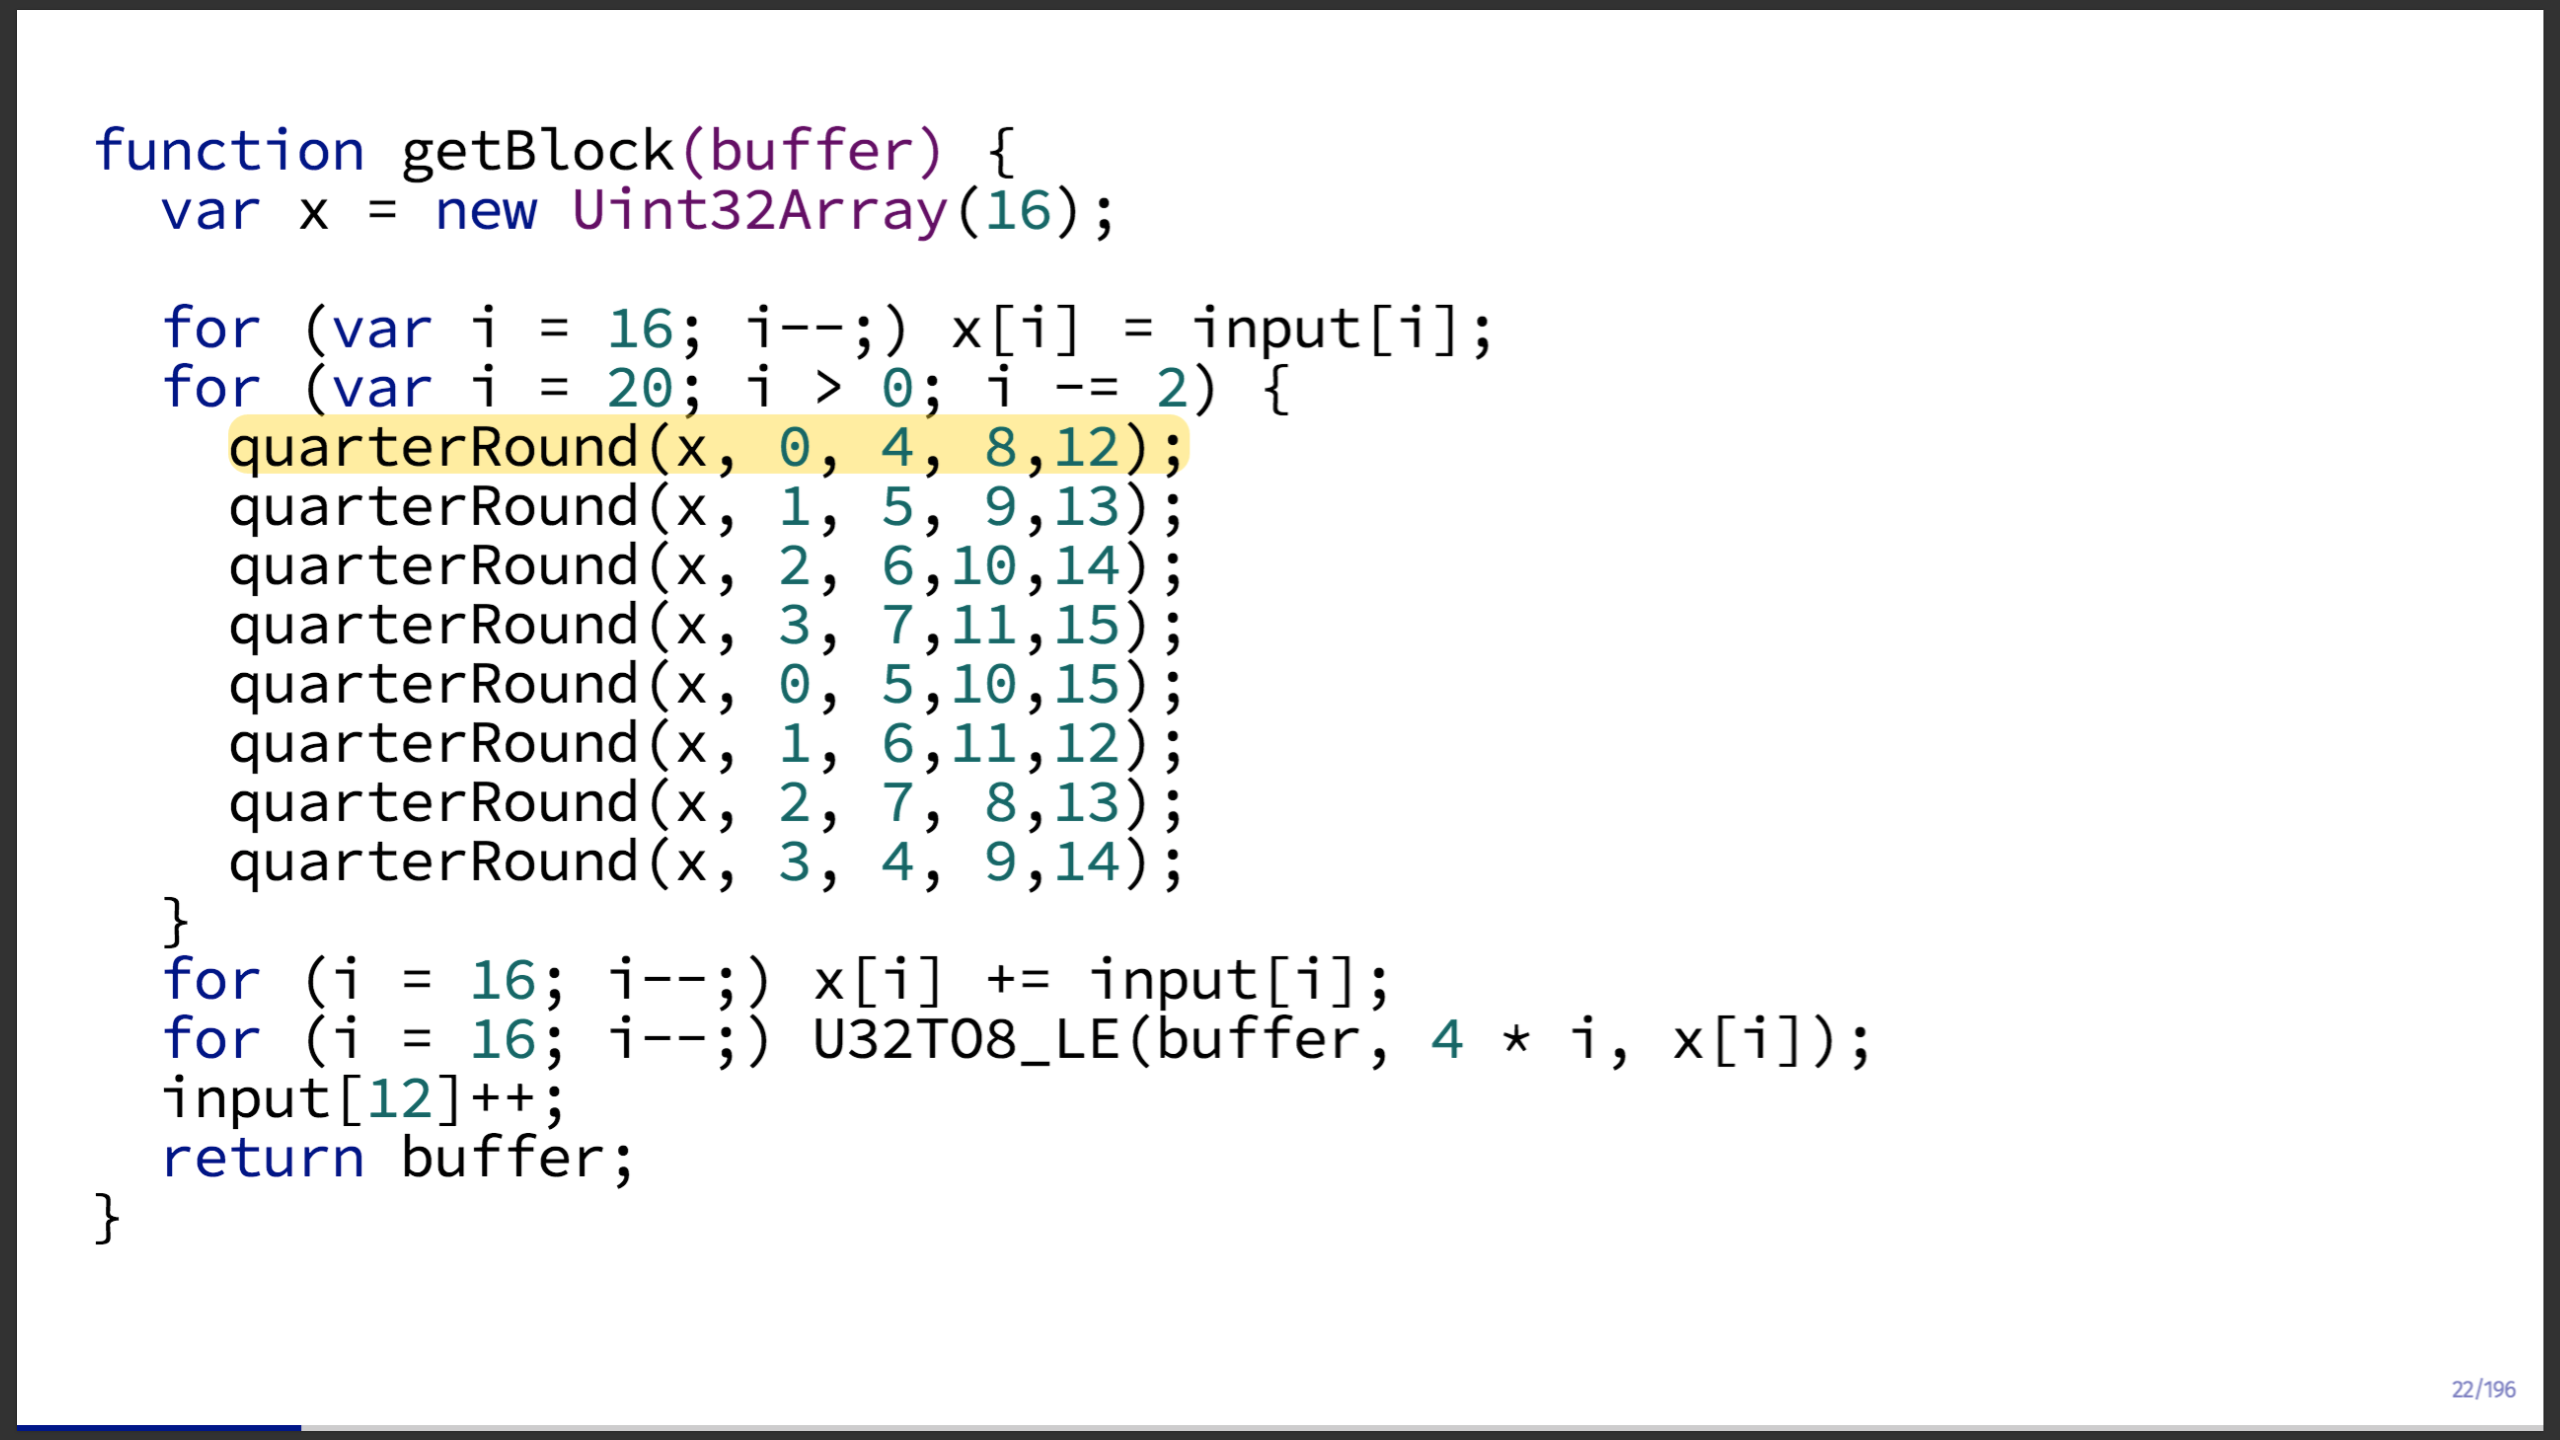 function getBlock(buffer) {
  var x = new Uint32Array(16);

  for (var i = 16; i--;) x[i] = input[i];
  for (var i = 20; i > 0; i -= 2) {
    quarterRound(x, 0, 4, 8,12);
    quarterRound(x, 1, 5, 9,13);
    quarterRound(x, 2, 6,10,14);
    quarterRound(x, 3, 7,11,15);
    quarterRound(x, 0, 5,10,15);
    quarterRound(x, 1, 6,11,12);
    quarterRound(x, 2, 7, 8,13);
    quarterRound(x, 3, 4, 9,14);
  }
  for (i = 16; i--;) x[i] += input[i];
  for (i = 16; i--;) U32TO8_LE(buffer, 4 * i, x[i]);
  input[12]++;
  return buffer;
}
22/196